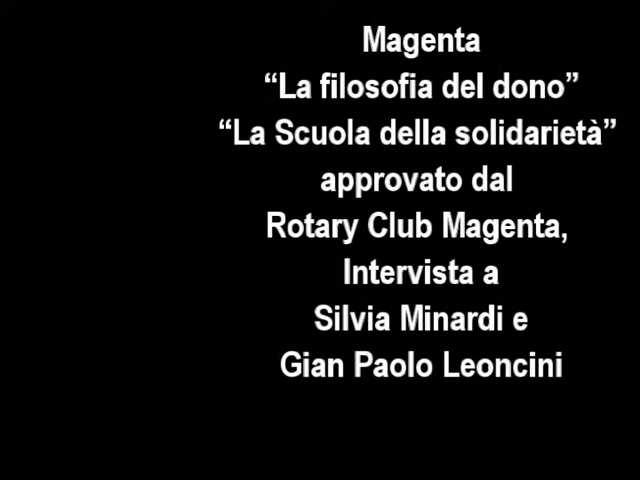 Magenta
“La filosofia del dono”
“La Scuola della solidarietà”
approvato dal
Rotary Club Magenta,
Intervista a
Silvia Minardi e
Gian Paolo Leoncini